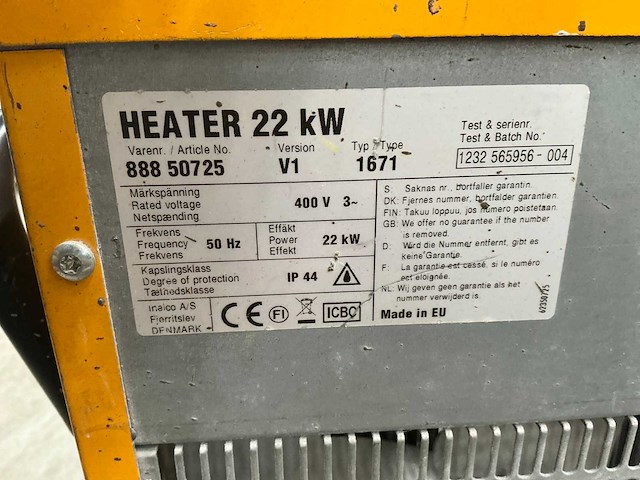 HEATER 22 kW
Varenr. / Article No. Version Typ / Type
888 50725 V1 1671
Test & serienr.
Test & Batch No.
1232 565956 - 004
Märkspänning
Rated voltage 400 V 3~
Netspænding
Frekvens
Frequency 50 Hz
Frekvens
Effäkt
Power 22 kW
Effekt
Kapslingsklass
Degree of protection IP 44
Tæthedsklasse
inelco A/S
Fjerritslev
DENMARK
CE FI ICBC
S: Saknas nr., bortfaller garantin.
DK: Fjernes nummer, bortfalder garantien.
FIN: Takuu loppuu, jos numero poistetaan.
GB: We offer no guarantee if the number
is removed.
D: Wird die Nummer entfernt, gibt es
keine Garantie.
F: La garantie est cessé, si le numéro
est éloignée.
NL: Wij geven geen garantie als het
nummer verwijderd is.
Made in EU
62350725